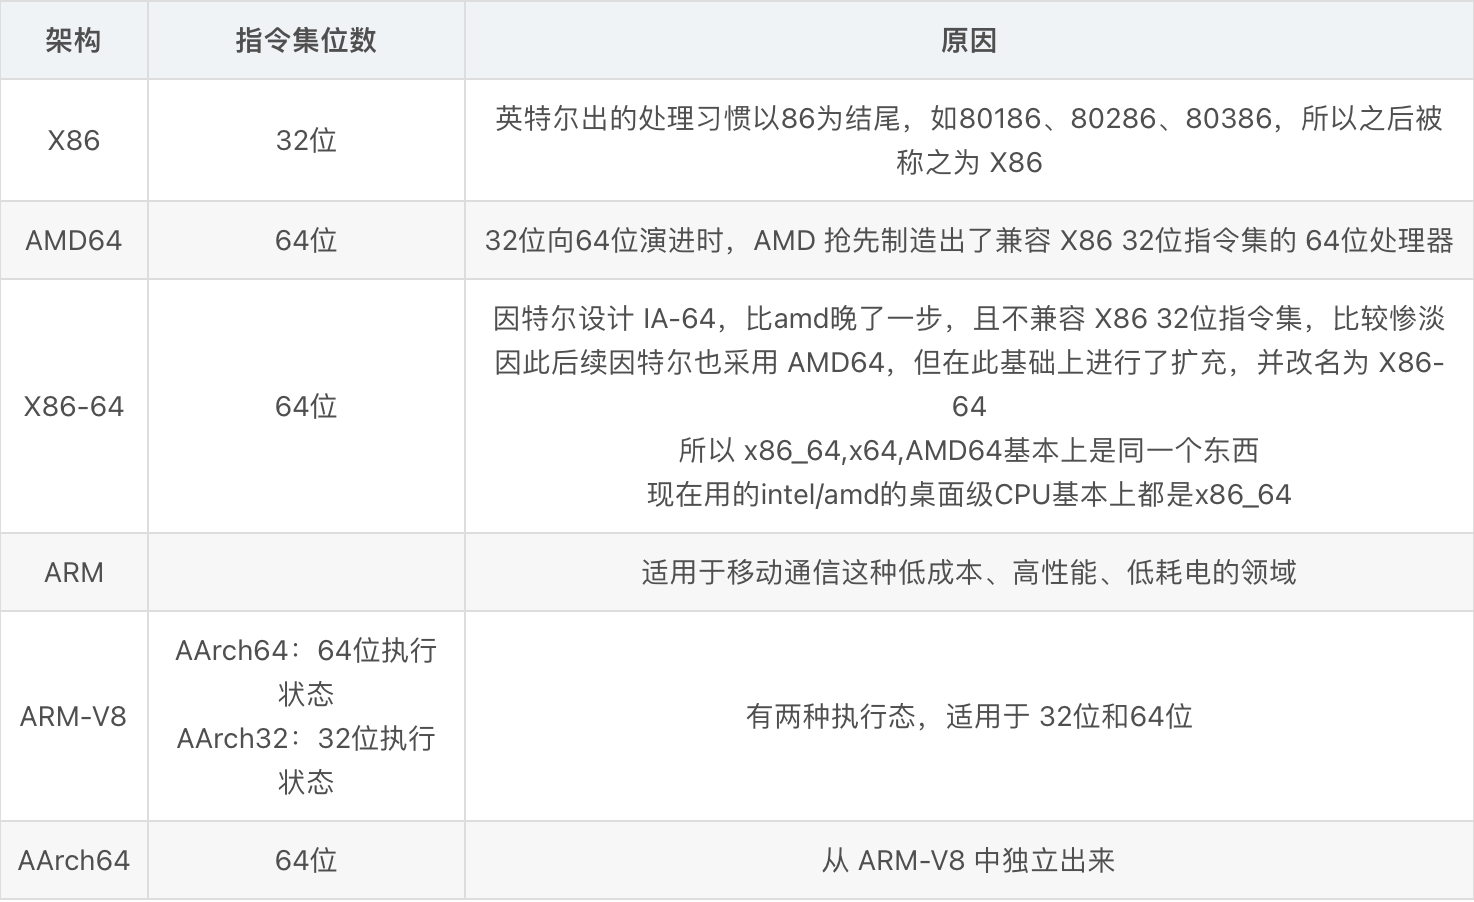 架构 指令集位数 原因
X86 32位 英特尔出的处理习惯以86为结尾，如80186、80286、80386，所以之后被
称之为 X86
AMD64 64位 32位向64位演进时，AMD 抢先制造出了兼容 X86 32位指令集的 64位处理器
X86-64 64位 因特尔设计 IA-64，比amd晚了一步，且不兼容 X86 32位指令集，比较惨淡
因此后续因特尔也采用 AMD64，但在此基础上进行了扩充，并改名为 X86-
64
所以 x86_64,x64,AMD64基本上是同一个东西
现在用的intel/amd的桌面级CPU基本上都是x86_64
ARM 适用于移动通信这种低成本、高性能、低耗电的领域
ARM-V8
AArch64：64位执行
状态
AArch32：32位执行
状态
有两种执行态，适用于 32位和64位
AArch64 64位 从 ARM-V8 中独立出来